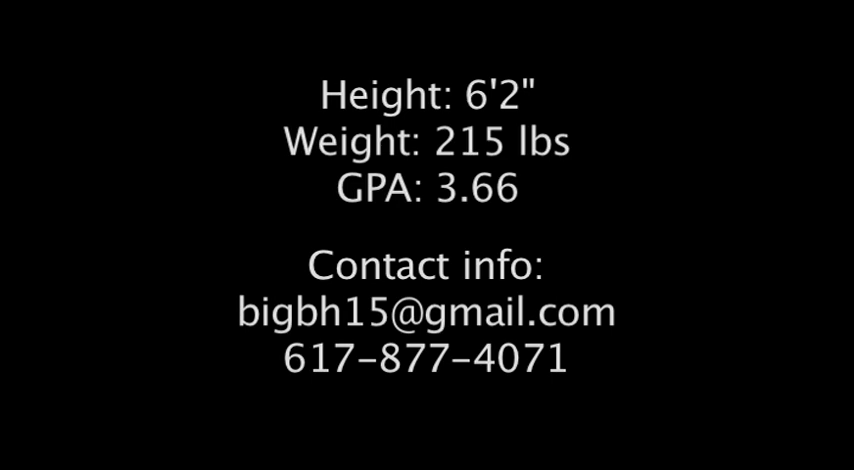 Height: 6'2"
Weight: 215 lbs
GPA: 3.66
Contact info:
bigbh15@gmail.com
617-877-4071